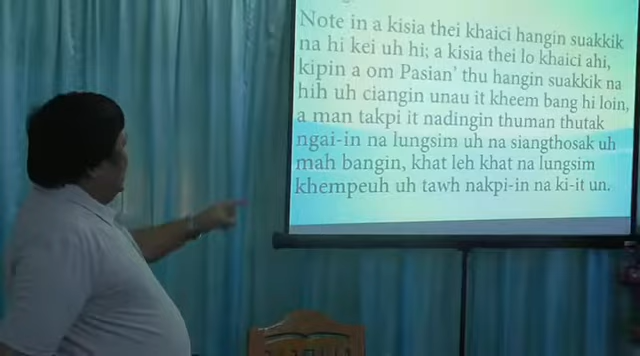 Note in a kisia thei khaici hangin suakkik
na hi kei uh hi; a kisia thei lo khaici ahi,
kipin a om Pasian' thu hangin suakkik na
hih uh ciangin unau it kheem bang hi loin,
a man takpi it nadingin thuman thutak
ngai-in na lungsim uh na siangthosak uh
mah bangin, khat leh khat na lungsim
khempeuh uh tawh nakpi-in na ki-it un.